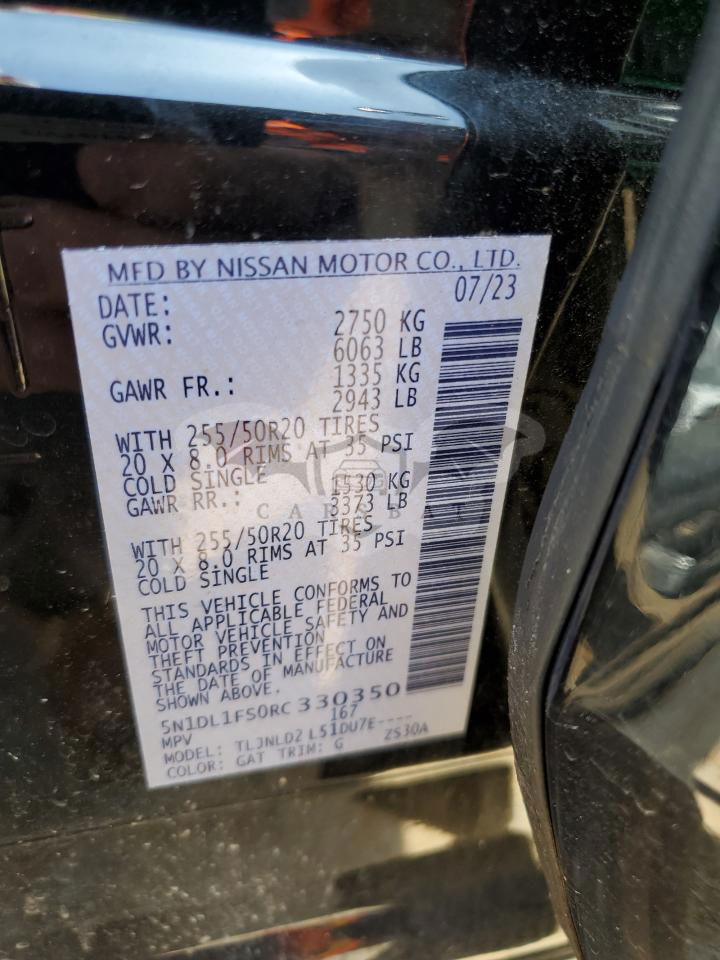 MFD BY NISSAN MOTOR CO., LTD.
DATE: 07/23
GVWR: 2750 KG
6063 LB
GAWR FR.: 1335 KG
2943 LB
WITH 255/50R20 TIRES
20 X 8.0 RIMS AT 35 PSI
COLD SINGLE
GAWR RR.: 1530 KG
3373 LB
WITH 255/50R20 TIRES
20 X 8.0 RIMS AT 35 PSI
COLD SINGLE
THIS VEHICLE CONFORMS TO
ALL APPLICABLE FEDERAL
MOTOR VEHICLE SAFETY AND
THEFT PREVENTION
STANDARDS IN EFFECT ON
THE DATE OF MANUFACTURE
SHOWN ABOVE.
5N1DL1FS0RC330350
MPV 167
MODEL: TLJNLD2 L51DU7E---- ZS30A
COLOR: GAT TRIM: G